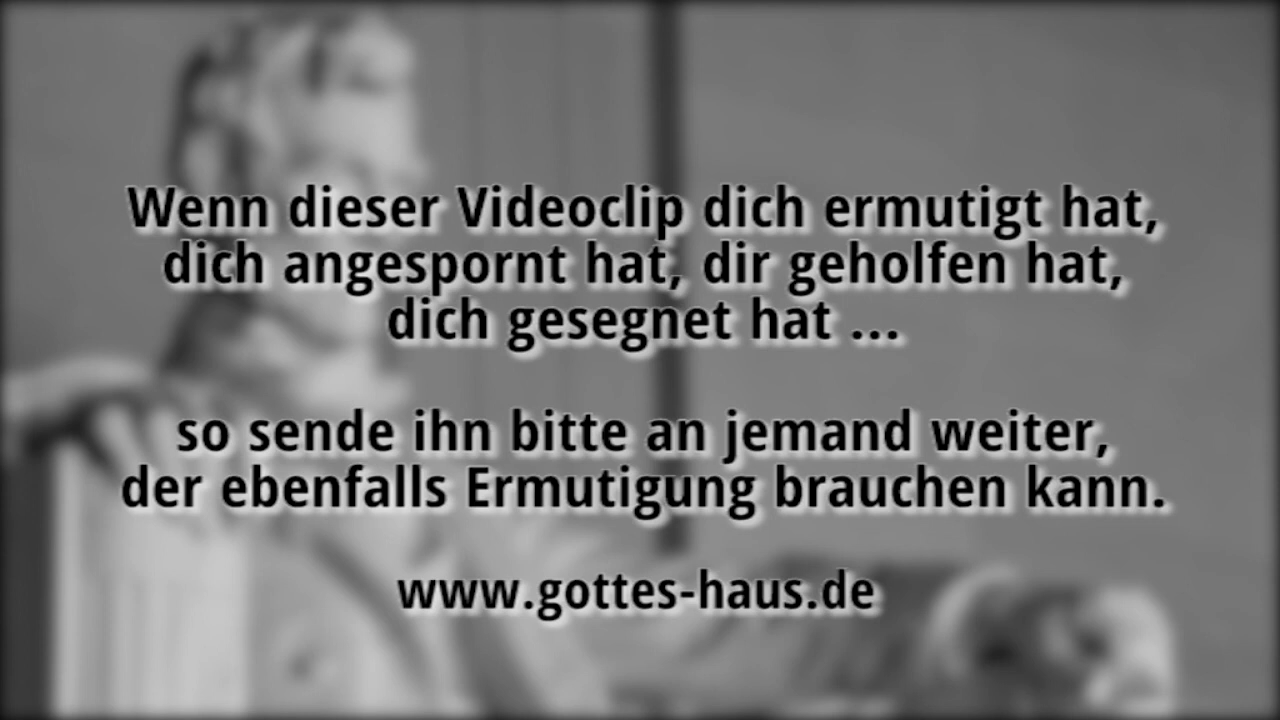 Wenn dieser Videoclip dich ermutigt hat,
dich angespornt hat, dir geholfen hat,
dich gesegnet hat ...
so sende ihn bitte an jemand weiter,
der ebenfalls Ermutigung brauchen kann.
www.gottes-haus.de